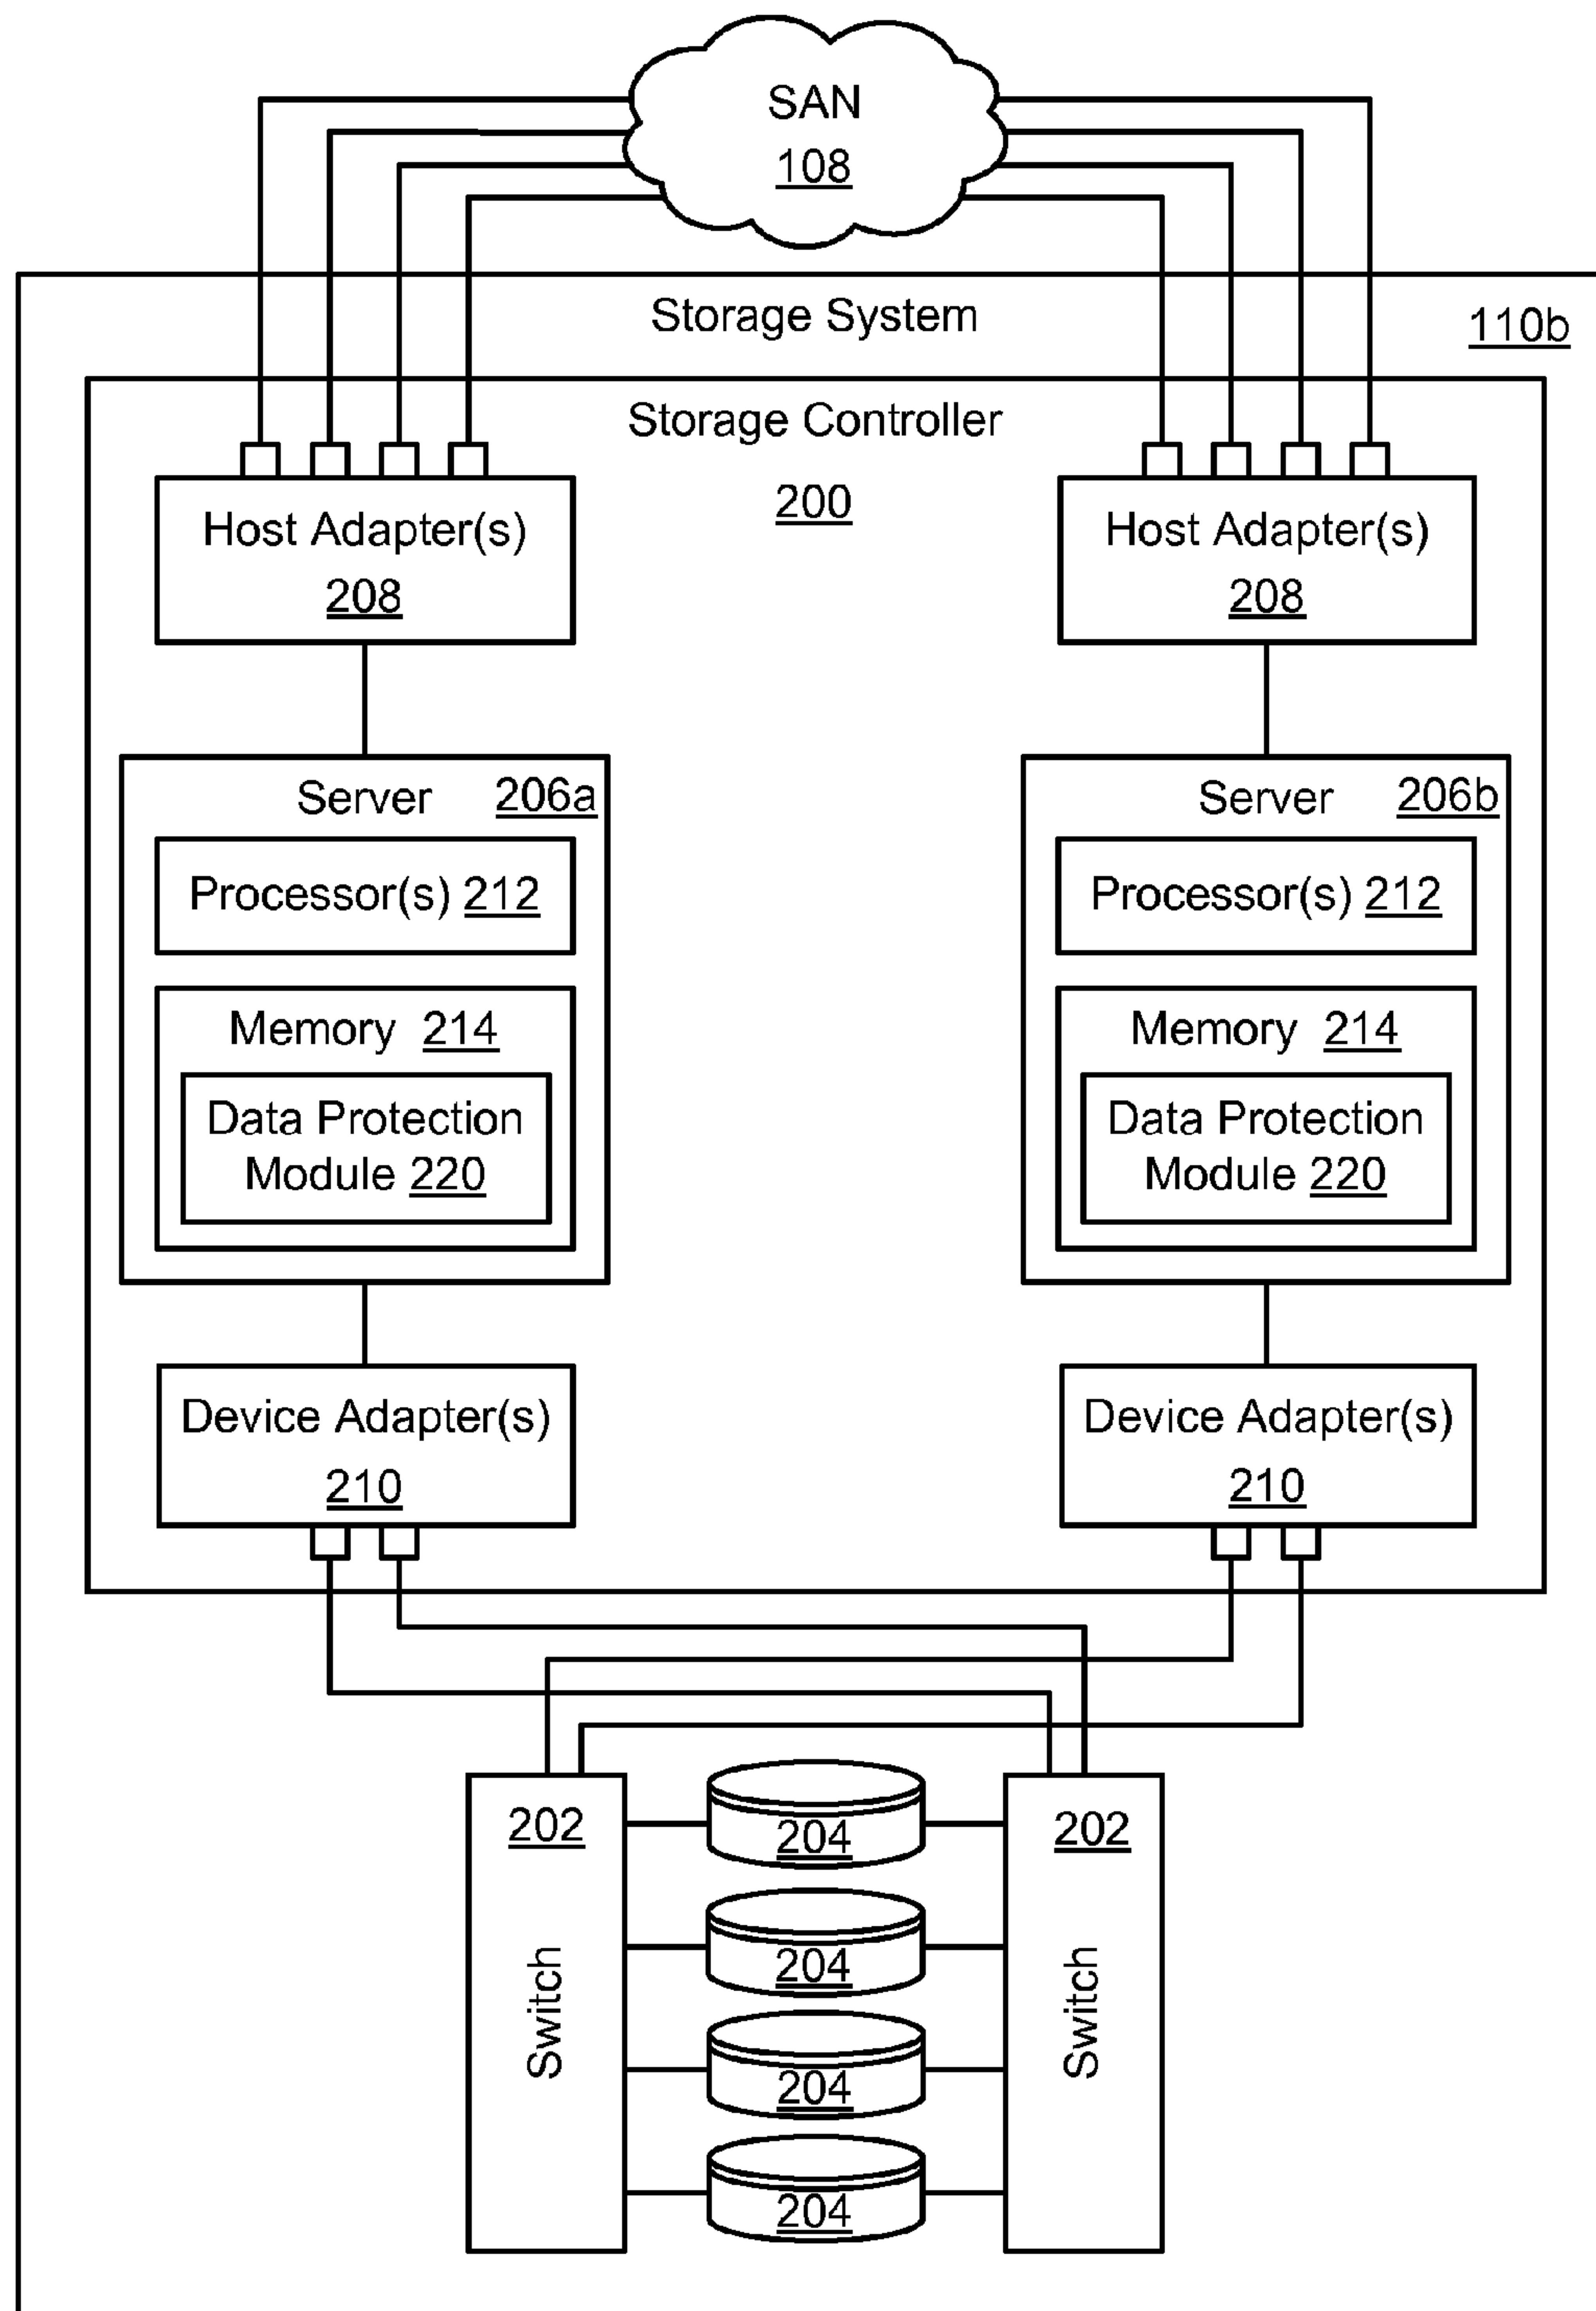 SAN
108
Storage System
110b
Storage Controller
200
Host Adapter(s)
208
Host Adapter(s)
208
Server 206a
Processor(s) 212
Memory 214
Data Protection
Module 220
Server 206b
Processor(s) 212
Memory 214
Data Protection
Module 220
Device Adapter(s)
210
Device Adapter(s)
210
202
Switch
204
204
204
204
202
Switch